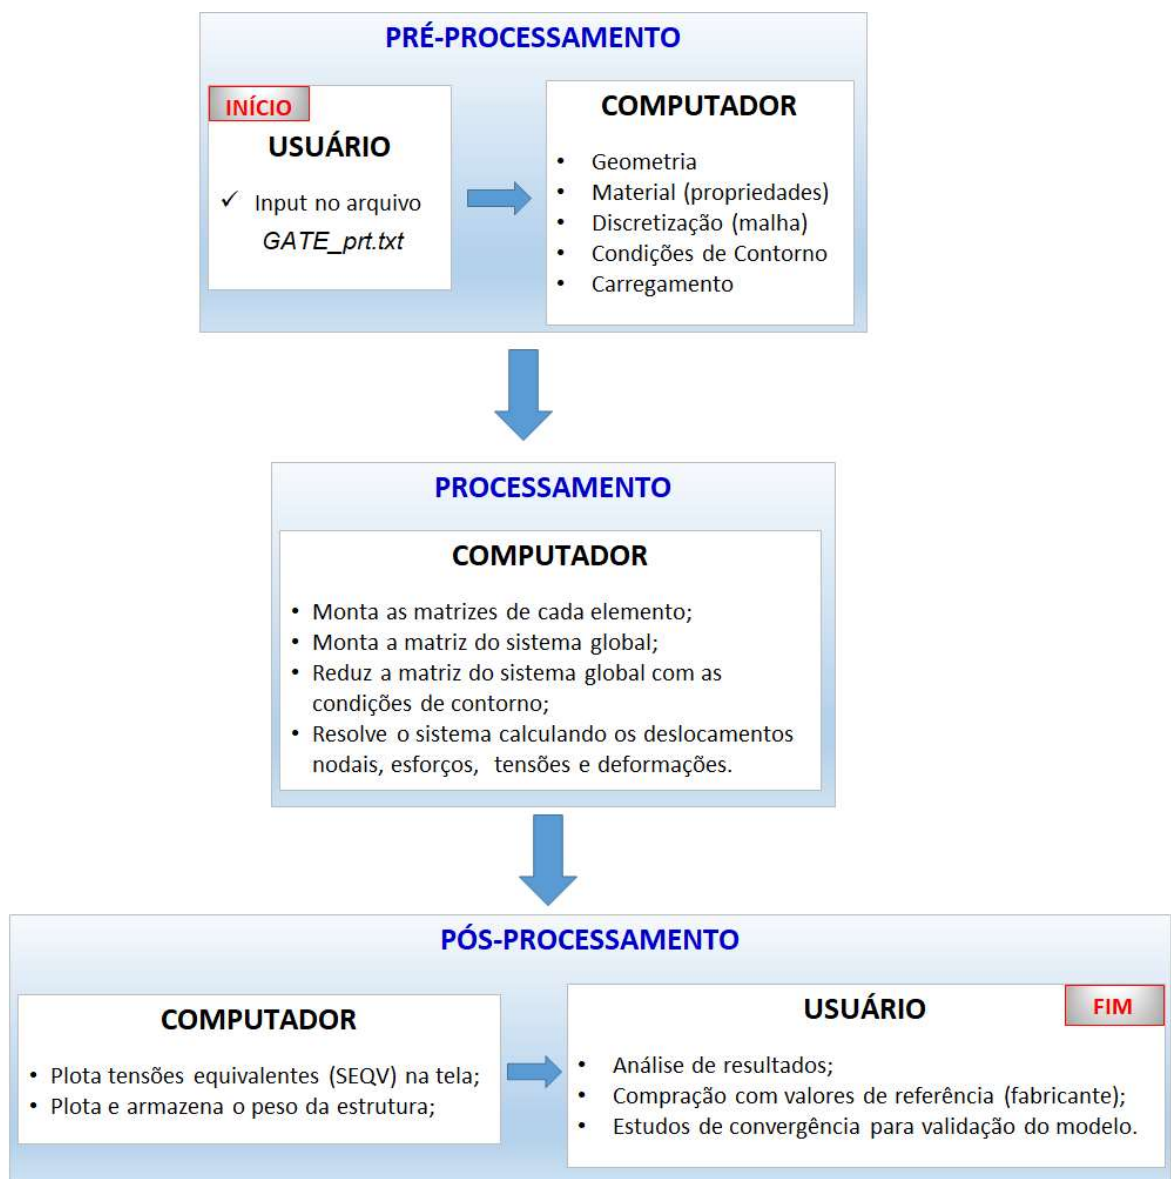 PRÉ-PROCESSAMENTO
INÍCIO
USUÁRIO
✓ Input no arquivo
GATE_prt.txt
COMPUTADOR
• Geometria
• Material (propriedades)
• Discretização (malha)
• Condições de Contorno
• Carregamento
PROCESSAMENTO
COMPUTADOR
• Monta as matrizes de cada elemento;
• Monta a matriz do sistema global;
• Reduz a matriz do sistema global com as
condições de contorno;
• Resolve o sistema calculando os deslocamentos
nodais, esforços, tensões e deformações.
PÓS-PROCESSAMENTO
COMPUTADOR
• Plota tensões equivalentes (SEQV) na tela;
• Plota e armazena o peso da estrutura;
USUÁRIO
FIM
• Análise de resultados;
• Compração com valores de referência (fabricante);
• Estudos de convergência para validação do modelo.